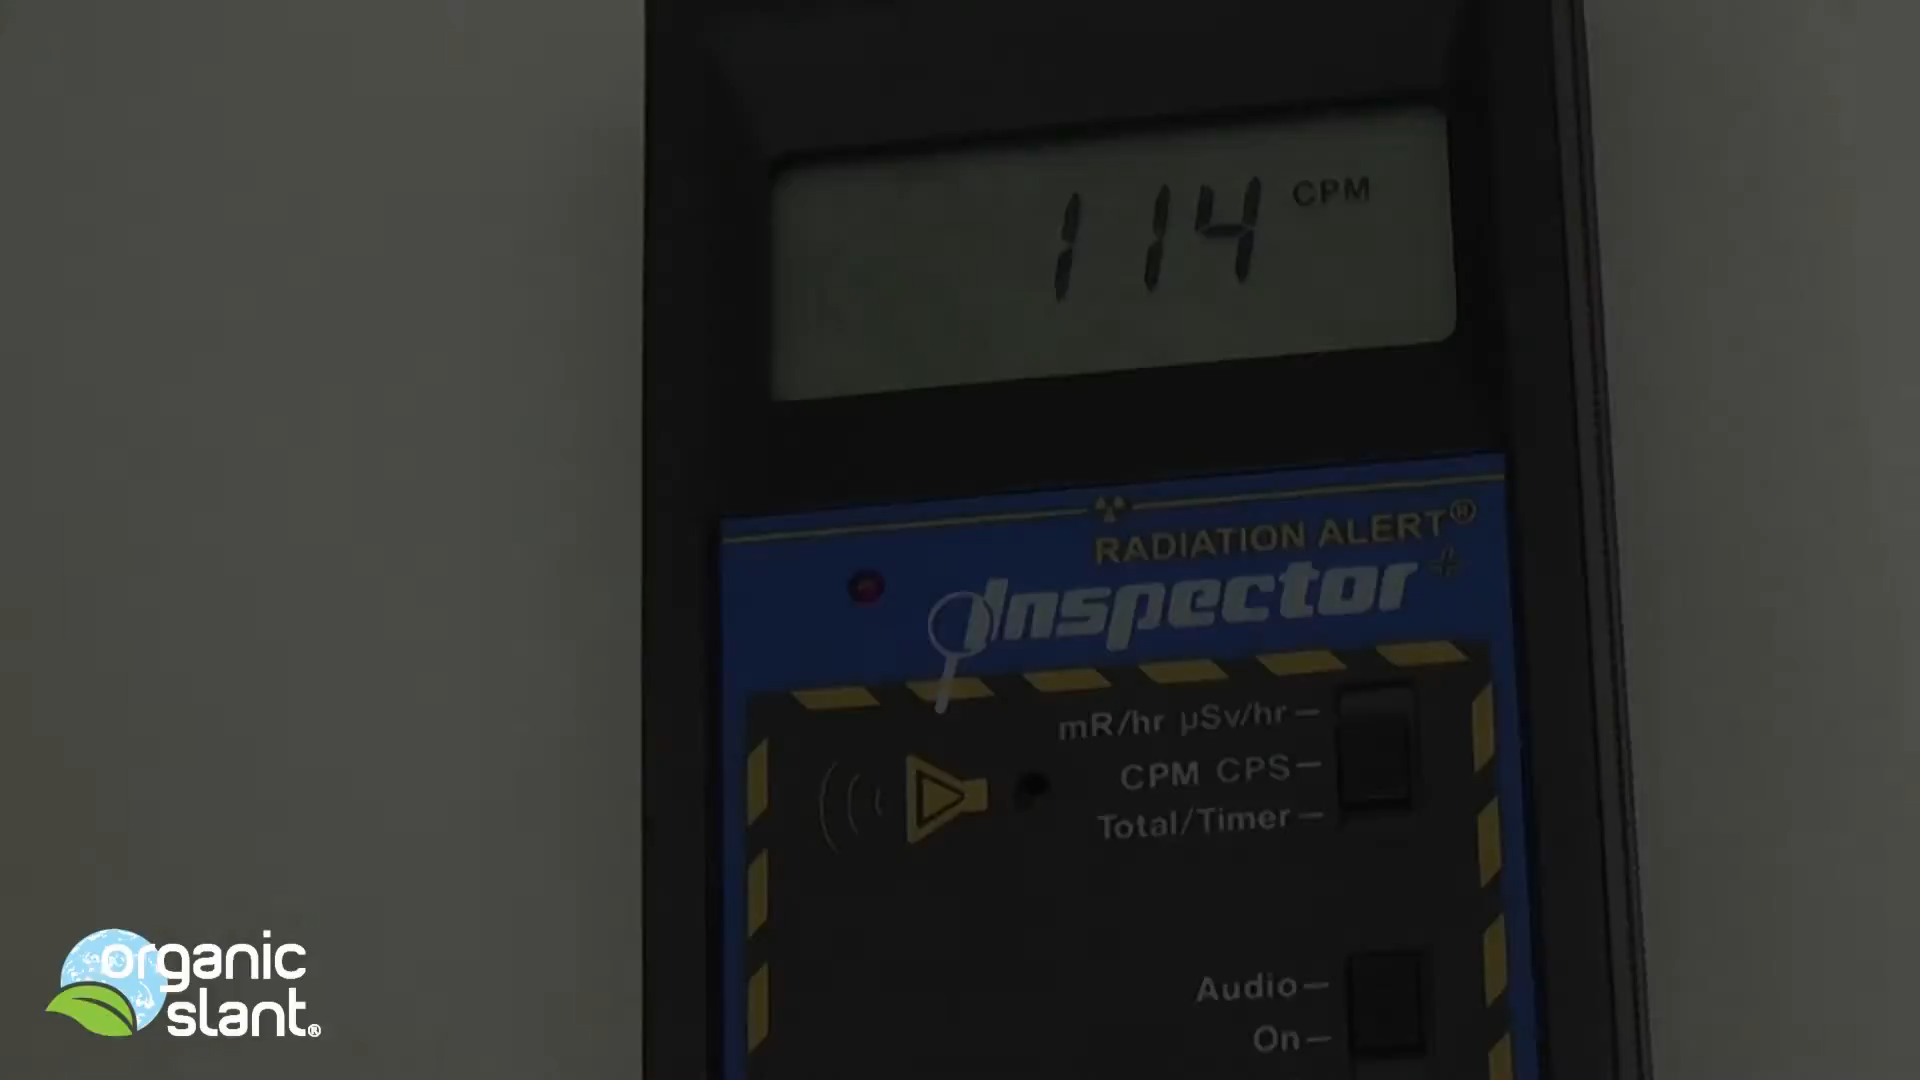 114 CPM
RADIATION ALERT®
Inspector+
mR/hr µSv/hr
CPM CPS
Total/Timer
Audio
On
organic
slant®